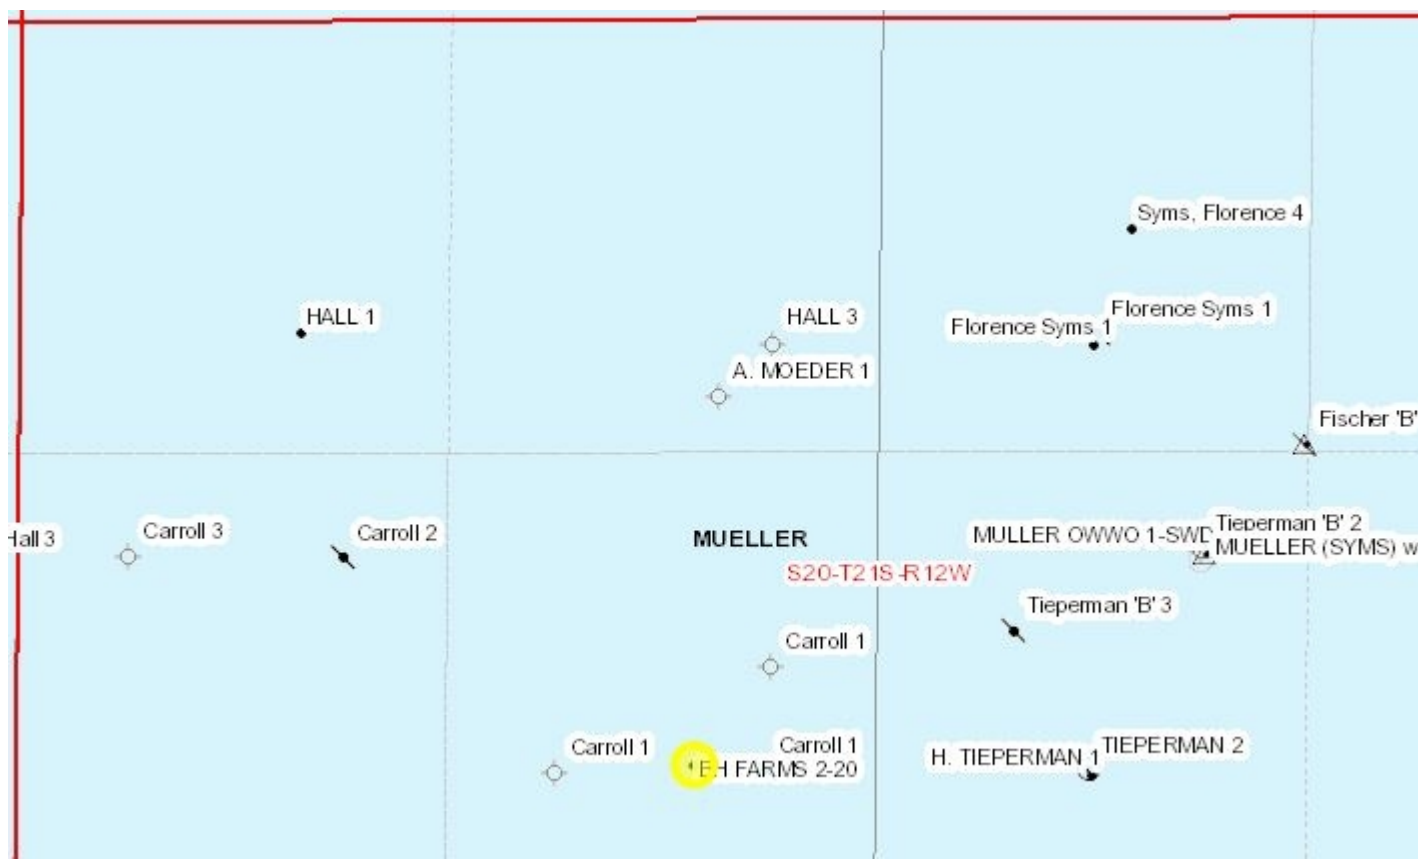 Syms, Florence 4
HALL 1
HALL 3
Florence Syms 1
Florence Syms 1
A. MOEDER 1
Fischer 'B'
Hall 3
Carroll 3
Carroll 2
MUELLER
MULLER OWWO 1-SWD
Tieperman 'B' 2
MUELLER (SYMS) w
S20-T21S-R12W
Tieperman 'B' 3
Carroll 1
Carroll 1
Carroll 1
BH FARMS 2-20
H. TIEPERMAN 1
TIEPERMAN 2